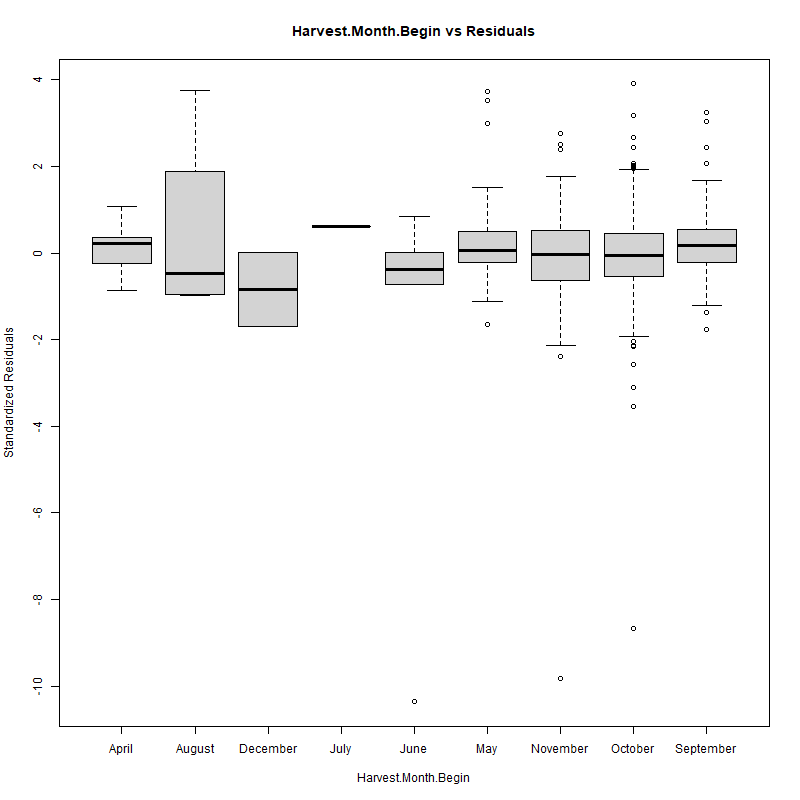 Harvest.Month.Begin vs Residuals
4
2
0
-2
-4
-6
-8
-10
Standardized Residuals
April August December July June May November October September
Harvest.Month.Begin